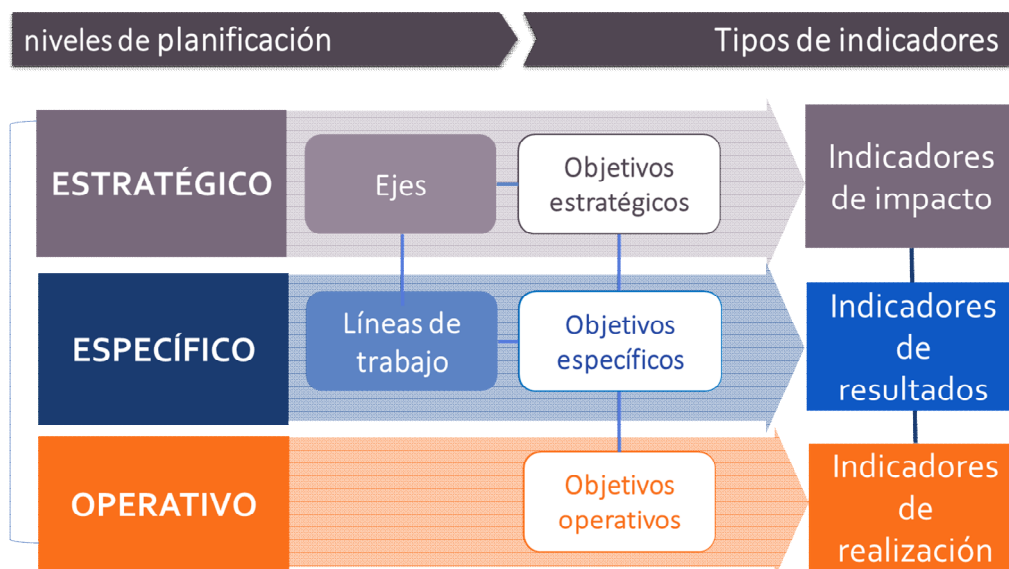 niveles de planificación
Tipos de indicadores
ESTRATÉGICO
Ejes
Objetivos
estratégicos
Indicadores
de impacto
ESPECÍFICO
Líneas de
trabajo
Objetivos
específicos
Indicadores
de
resultados
OPERATIVO
Objetivos
operativos
Indicadores
de
realización